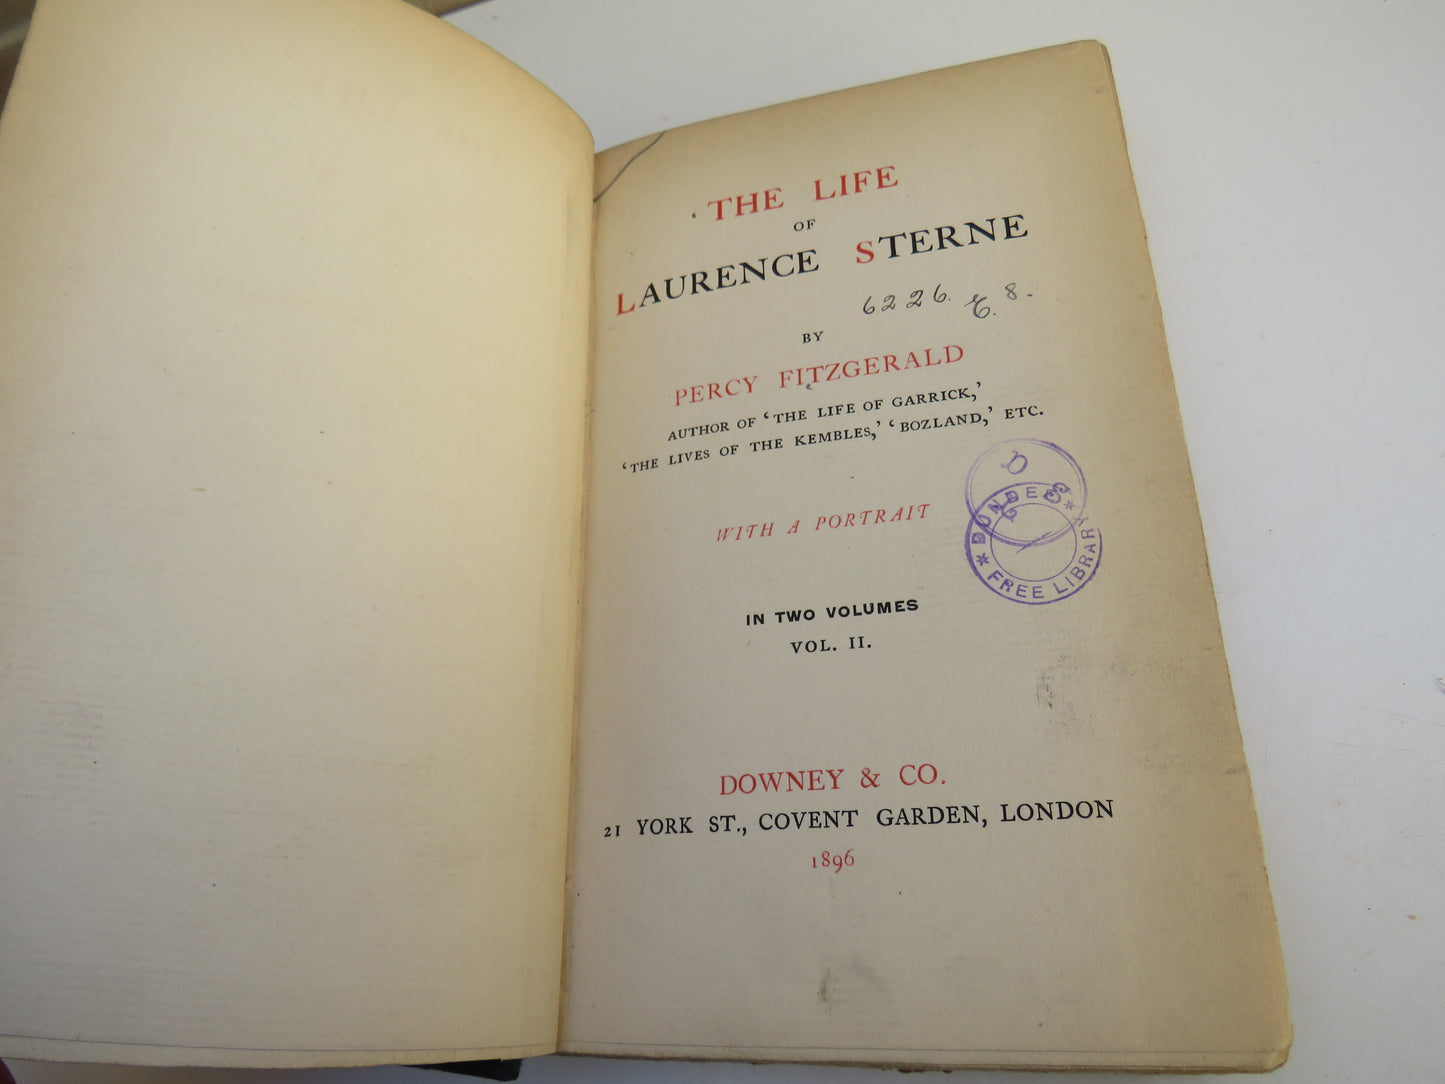 THE LIFE
OF
LAURENCE STERNE
6226. E. 8.
BY
PERCY FITZGERALD
AUTHOR OF ‘THE LIFE OF GARRICK,’
‘THE LIVES OF THE KEMBLES,’ ‘BOZLAND,’ ETC.
WITH A PORTRAIT
DUNDEE
FREE LIBRARY
IN TWO VOLUMES
VOL. II.
DOWNEY & CO.
21 YORK ST., COVENT GARDEN, LONDON
1896